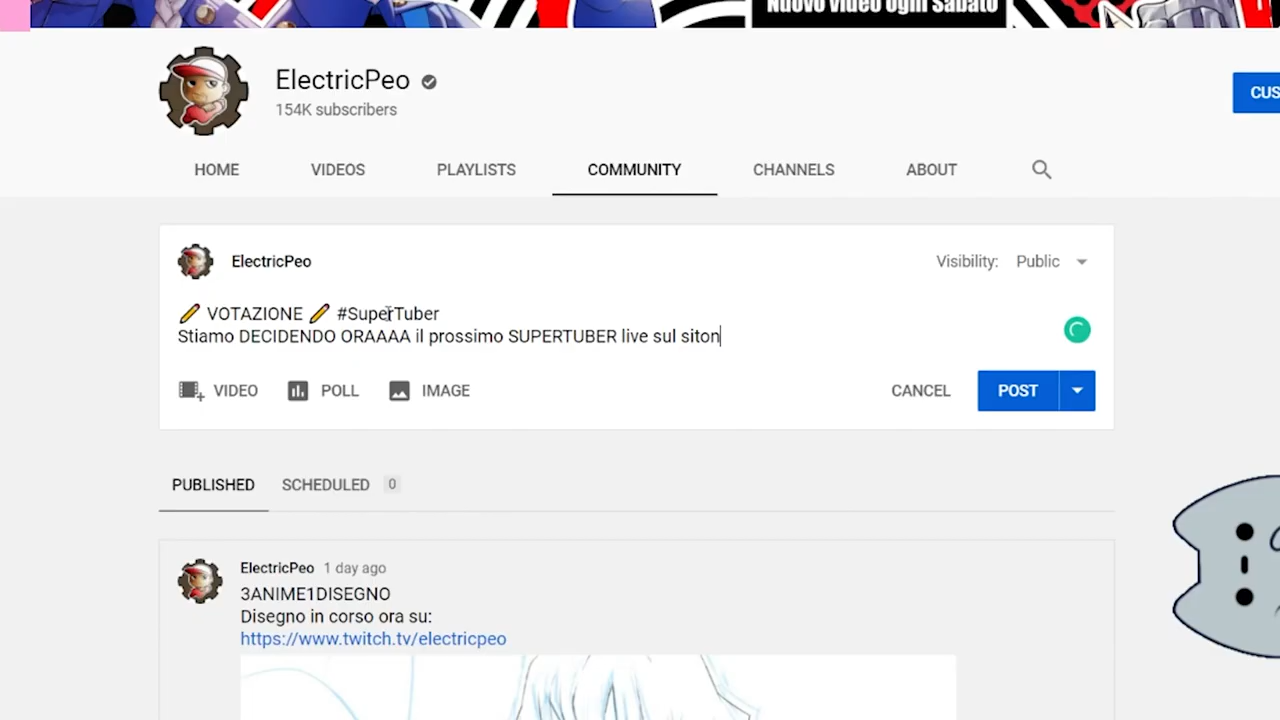 Nuovo video ogni Sabato
ElectricPeo
154K subscribers
CUS
HOME VIDEOS PLAYLISTS COMMUNITY CHANNELS ABOUT
ElectricPeo Visibility: Public
VOTAZIONE #SuperTuber
Stiamo DECIDENDO ORAAAA il prossimo SUPERTUBER live sul siton
VIDEO POLL IMAGE CANCEL POST
PUBLISHED SCHEDULED 0
ElectricPeo 1 day ago
3ANIME1DISEGNO
Disegno in corso ora su:
https://www.twitch.tv/electricpeo